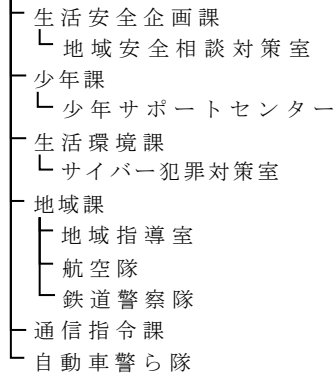 生活安全企画課
地域安全相談対策室
少年課
少年サポートセンター
生活環境課
サイバー犯罪対策室
地域課
地域指導室
航空隊
鉄道警察隊
通信指令課
自動車警ら隊